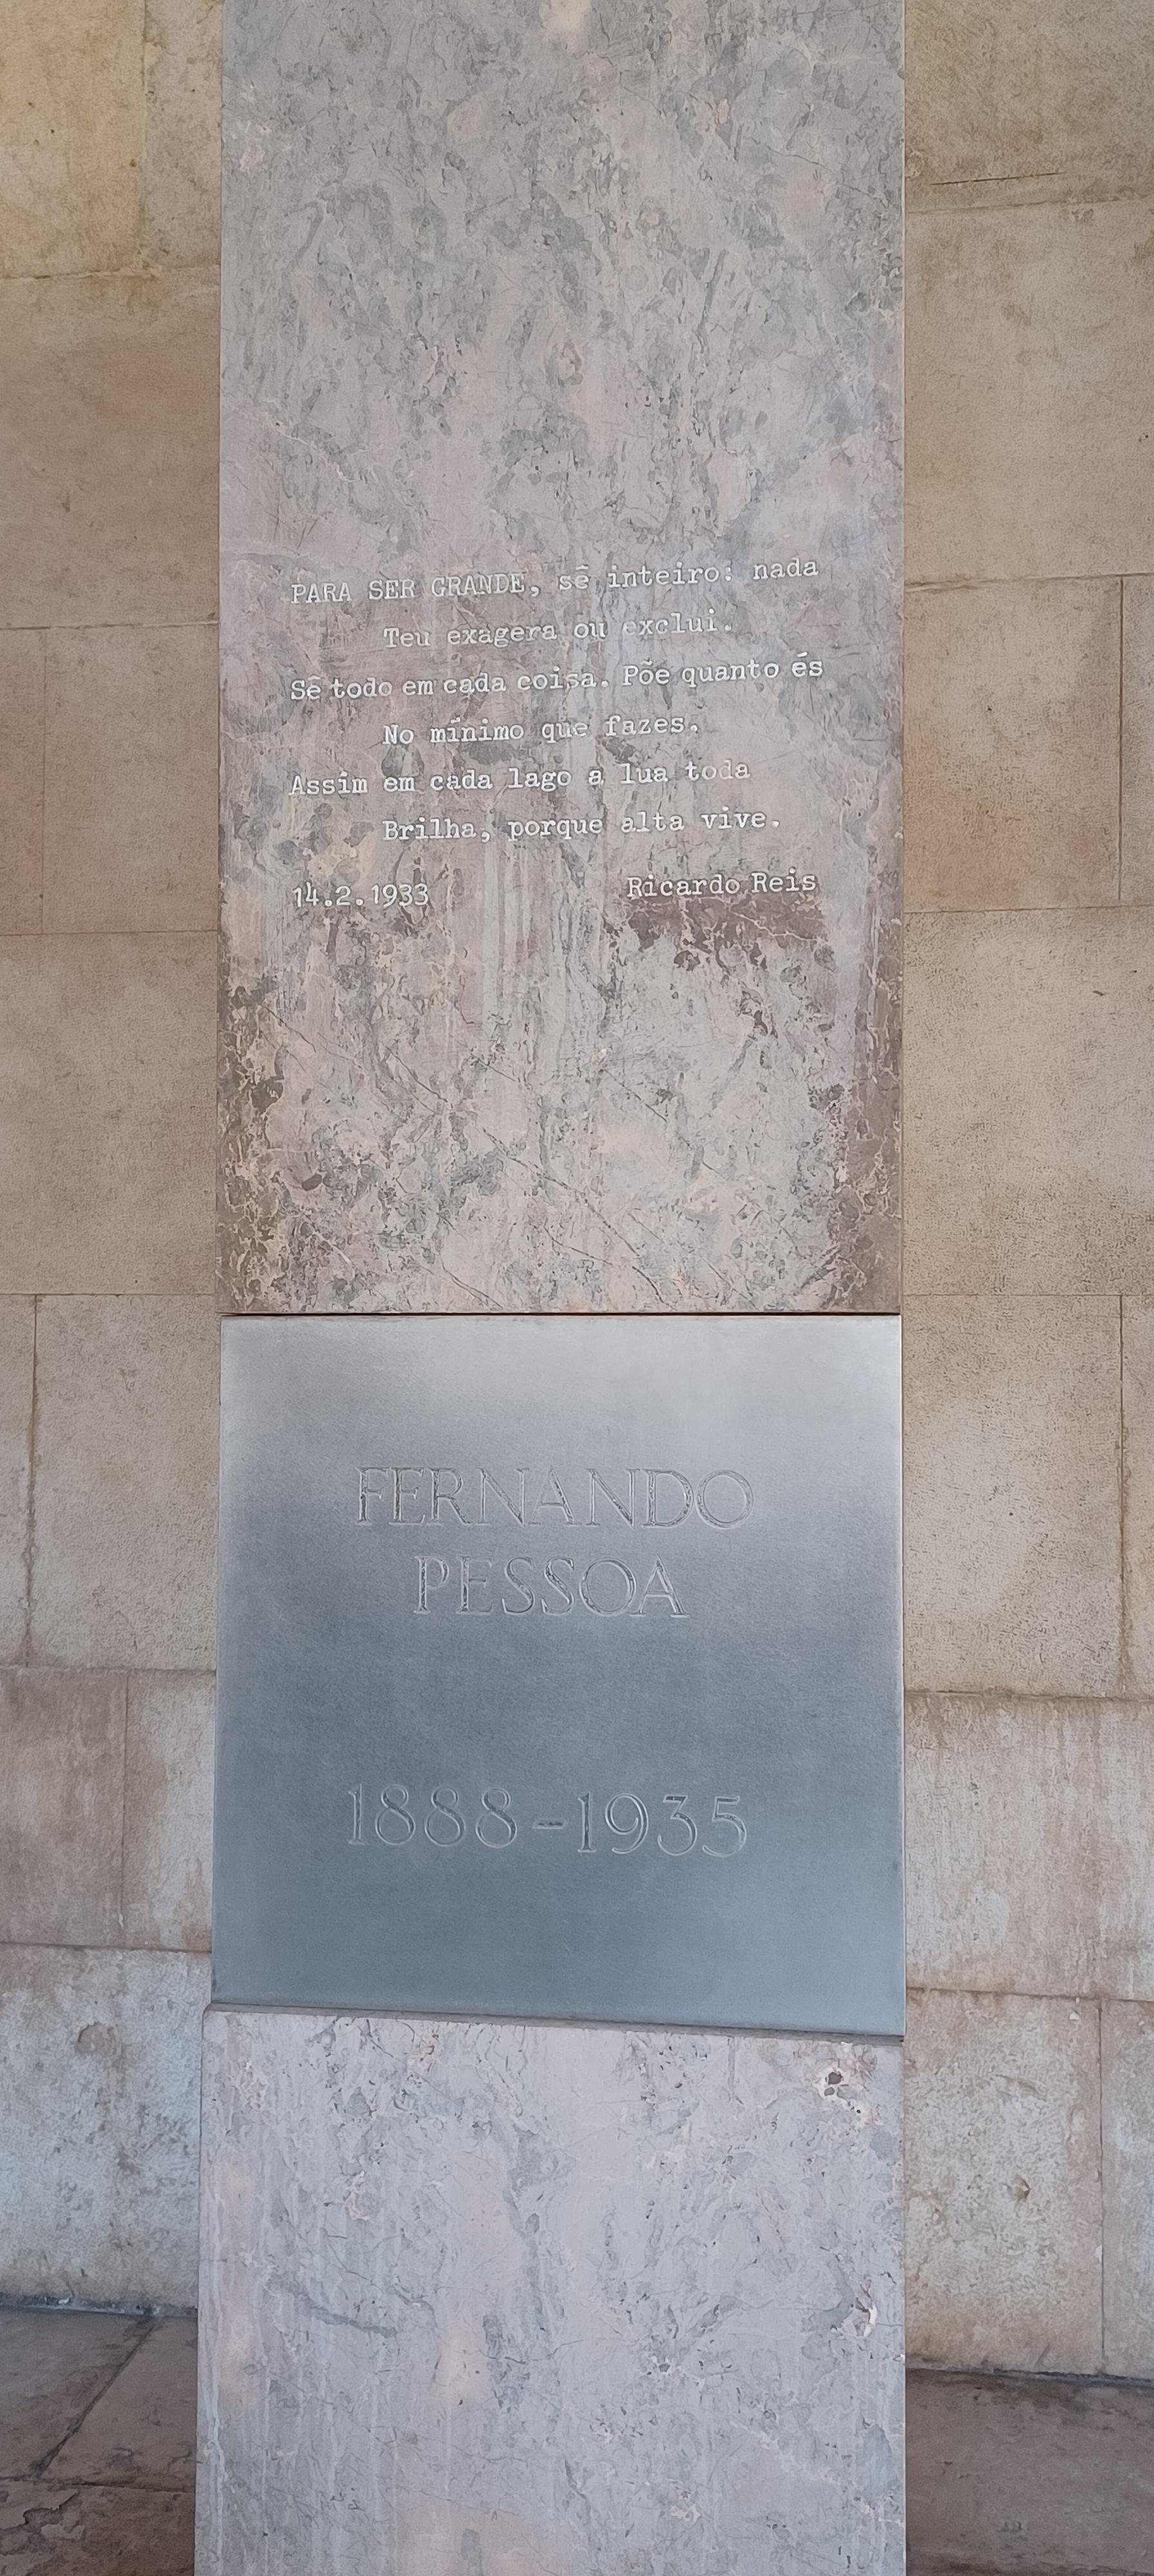 PARA SER GRANDE, sê inteiro: nada
Teu exagera ou exclui.
Sê todo em cada coisa. Põe quanto és
No mínimo que fazes.
Assim em cada lago a lua toda
Brilha, porque alta vive.
14.2.1933 Ricardo Reis
FERNANDO
PESSOA
1888-1935